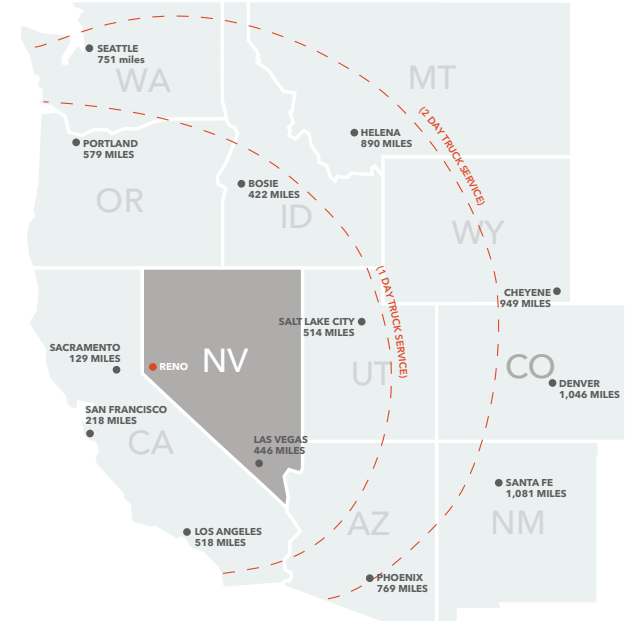 SEATTLE
751 miles
WA
MT
(2 DAY TRUCK SERVICE)
HELENA
890 MILES
PORTLAND
579 MILES
BOSIE
422 MILES
OR
ID
WY
(1 DAY TRUCK SERVICE)
CHEYENE
949 MILES
SALT LAKE CITY
514 MILES
SACRAMENTO
129 MILES
RENO
NV
UT
CO
DENVER
1,046 MILES
SAN FRANCISCO
218 MILES
CA
LAS VEGAS
446 MILES
SANTA FE
1,081 MILES
AZ
NM
LOS ANGELES
518 MILES
PHOENIX
769 MILES